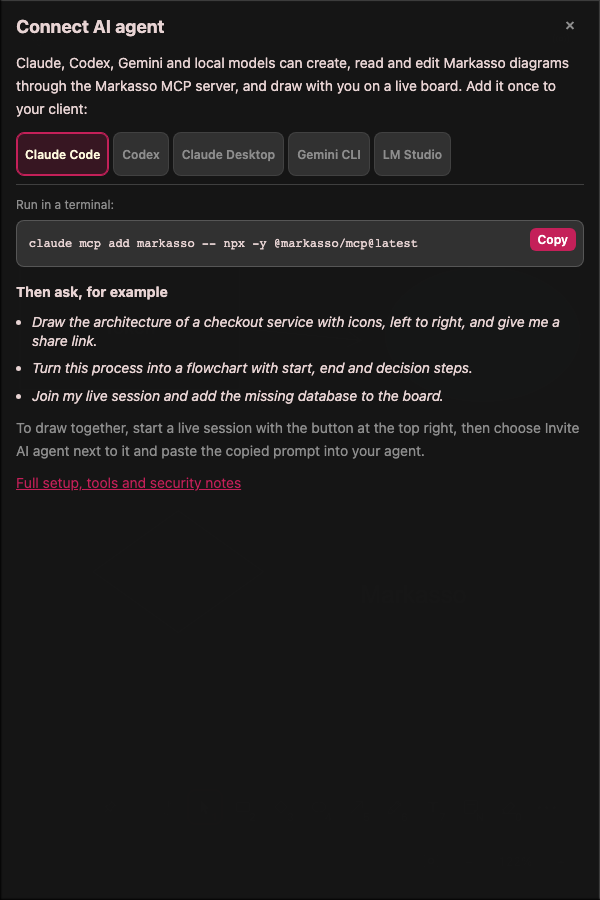 Connect AI agent
×
Claude, Codex, Gemini and local models can create, read and edit Markasso diagrams
through the Markasso MCP server, and draw with you on a live board. Add it once to
your client:
Claude Code
Codex
Claude Desktop
Gemini CLI
LM Studio
Run in a terminal:
claude mcp add markasso -- npx -y @markasso/mcp@latest
Copy
Then ask, for example
• Draw the architecture of a checkout service with icons, left to right, and give me a
share link.
• Turn this process into a flowchart with start, end and decision steps.
• Join my live session and add the missing database to the board.
To draw together, start a live session with the button at the top right, then choose Invite
AI agent next to it and paste the copied prompt into your agent.
Full setup, tools and security notes